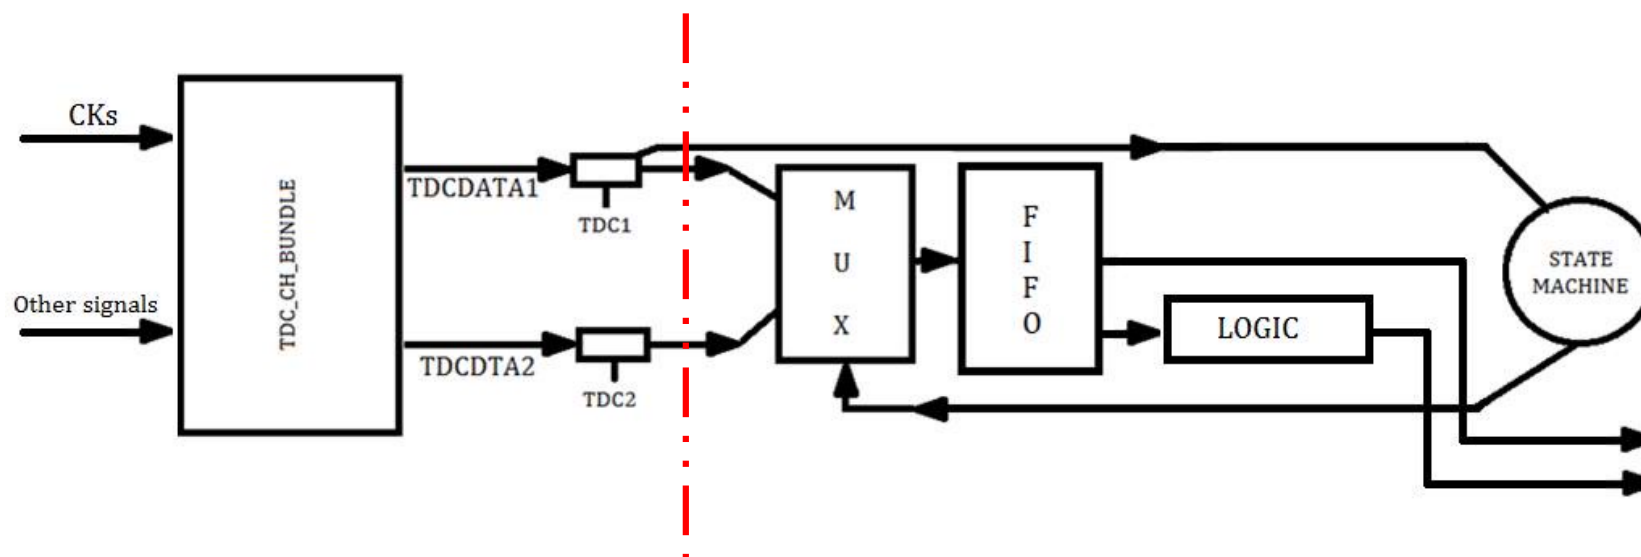 CKs
Other signals
TDC_CH_BUNDLE
TDCDATA1
TDC1
TDCDTA2
TDC2
M
U
X
F
I
F
O
LOGIC
STATE
MACHINE